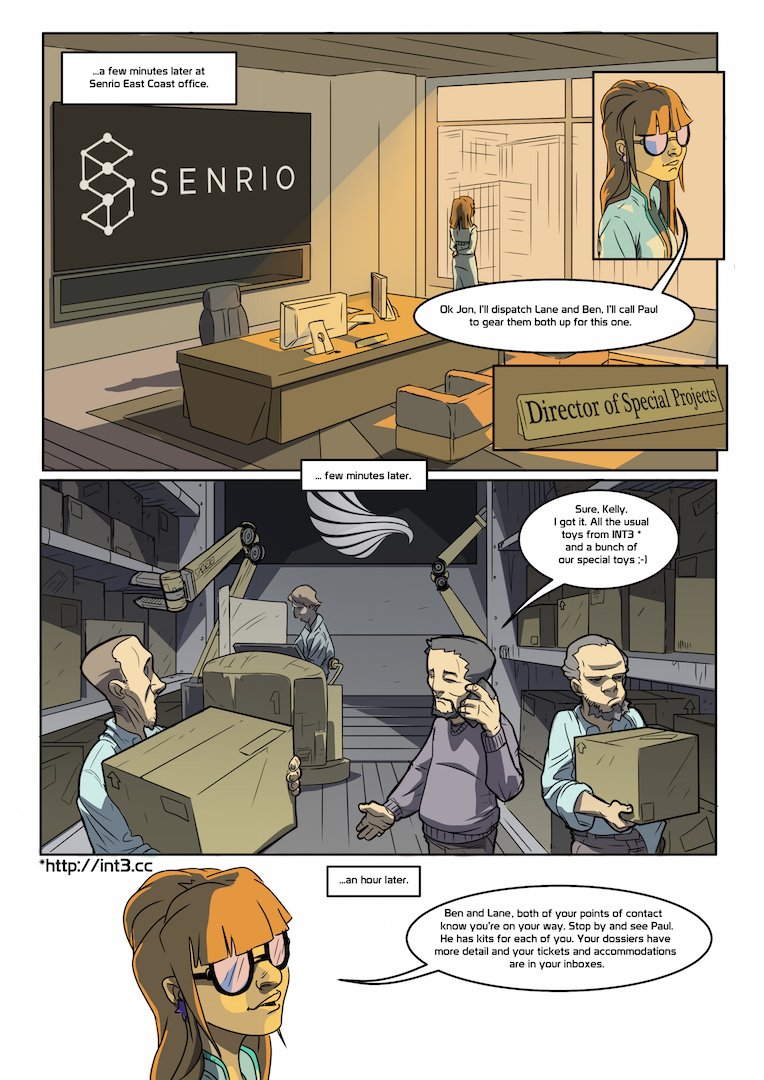 ...a few minutes later at
Senrio East Coast office.
SENRIO
Ok Jon, I'll dispatch Lane and Ben, I'll call Paul
to gear them both up for this one.
Director of Special Projects
... few minutes later.
Sure, Kelly.
I got it. All the usual
toys from INT3 *
and a bunch of
our special toys ;-)
*http://int3.cc
...an hour later.
Ben and Lane, both of your points of contact
know you're on your way. Stop by and see Paul.
He has kits for each of you. Your dossiers have
more detail and your tickets and accommodations
are in your inboxes.